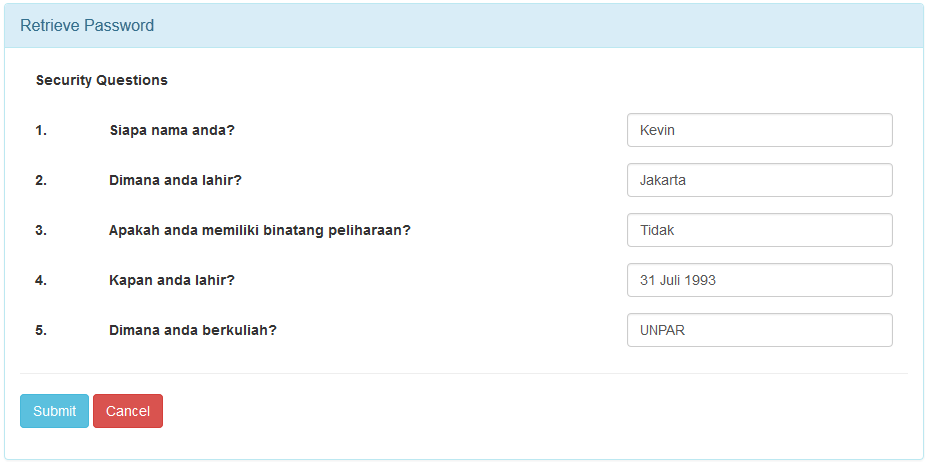 Retrieve Password
Security Questions
1. Siapa nama anda? Kevin
2. Dimana anda lahir? Jakarta
3. Apakah anda memiliki binatang peliharaan? Tidak
4. Kapan anda lahir? 31 Juli 1993
5. Dimana anda berkuliah? UNPAR
Submit Cancel